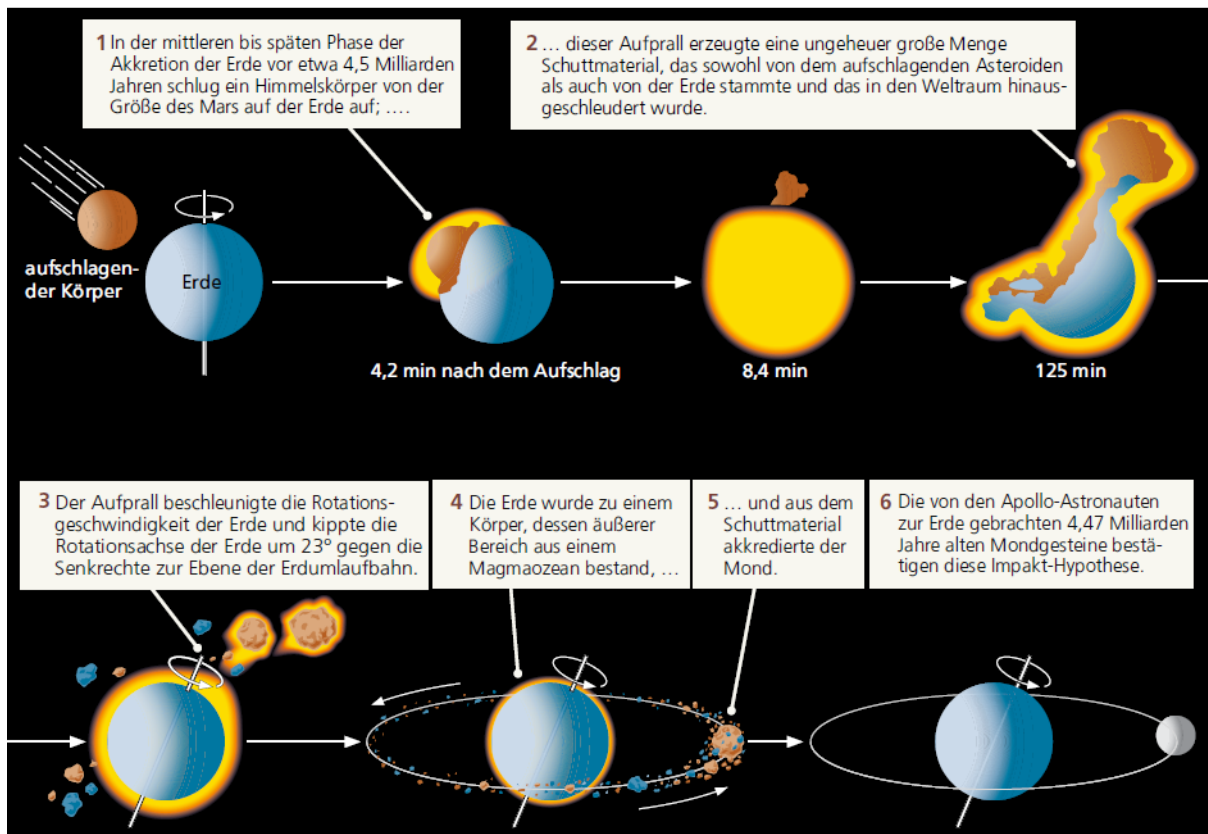 1 In der mittleren bis späten Phase der
Akkretion der Erde vor etwa 4,5 Milliarden
Jahren schlug ein Himmelskörper von der
Größe des Mars auf der Erde auf; ….
2 … dieser Aufprall erzeugte eine ungeheuer große Menge
Schuttmaterial, das sowohl von dem aufschlagenden Asteroiden
als auch von der Erde stammte und das in den Weltraum hinaus-
geschleudert wurde.
aufschlagen-
der Körper
Erde
4,2 min nach dem Aufschlag
8,4 min
125 min
3 Der Aufprall beschleunigte die Rotations-
geschwindigkeit der Erde und kippte die
Rotationsachse der Erde um 23° gegen die
Senkrechte zur Ebene der Erdumlaufbahn.
4 Die Erde wurde zu einem
Körper, dessen äußerer
Bereich aus einem
Magmaozean bestand, …
5 … und aus dem
Schuttmaterial
akkredierte der
Mond.
6 Die von den Apollo-Astronauten
zur Erde gebrachten 4,47 Milliarden
Jahre alten Mondgesteine bestä-
tigen diese Impakt-Hypothese.